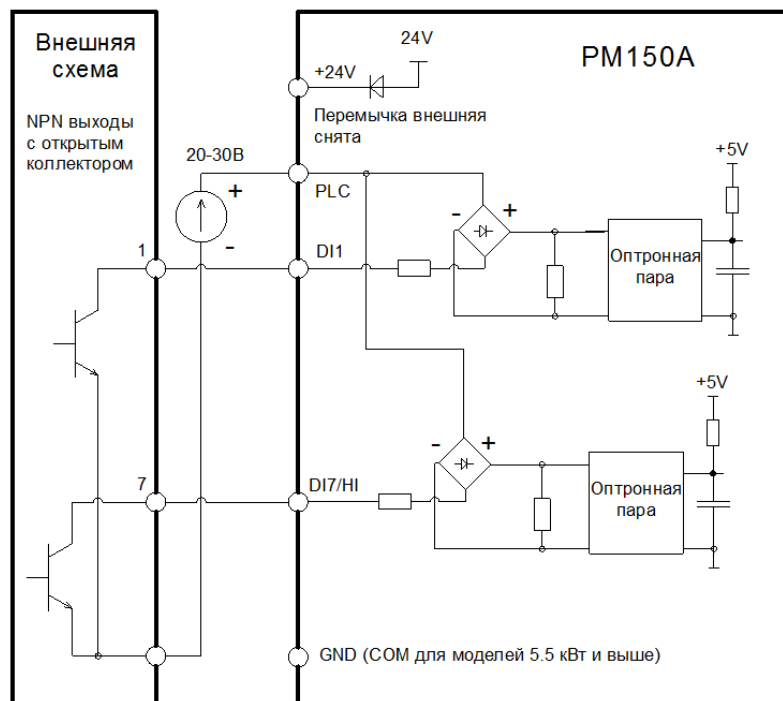 Внешняя
схема
NPN выходы
с открытым
коллектором
20-30В
+
-
1
7
PM150A
24V
+24V
Перемычка внешняя
снята
PLC
DI1
-
+
Оптронная
пара
+5V
DI7/HI
-
+
Оптронная
пара
+5V
GND (COM для моделей 5.5 кВт и выше)